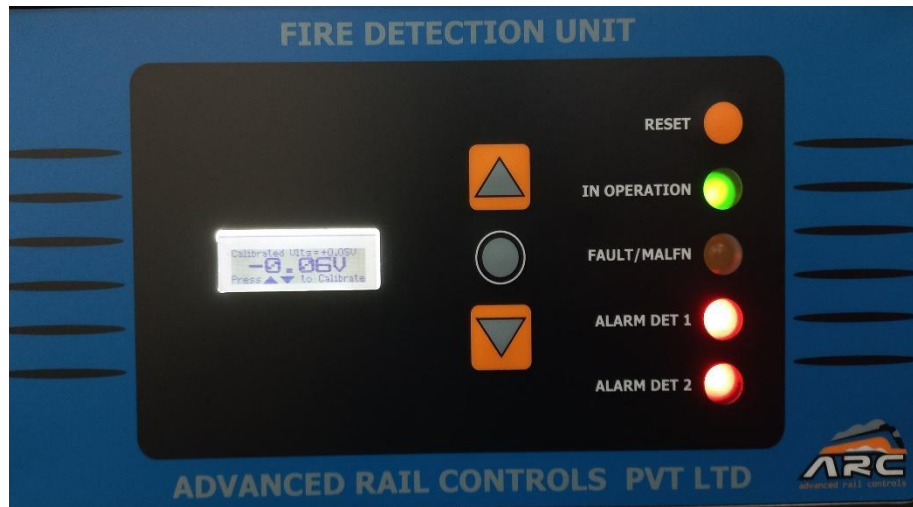 FIRE DETECTION UNIT
RESET
IN OPERATION
FAULT/MALFN
ALARM DET 1
ALARM DET 2
Calibrated Vltg=+0.05V
-0.06V
Press ▲ ▼ to Calibrate
ADVANCED RAIL CONTROLS PVT LTD
ARC
advanced rail controls